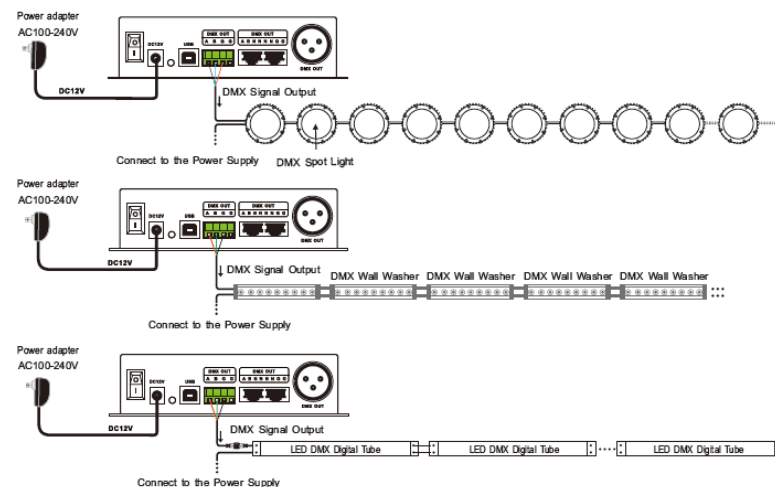 Power adapter
AC100-240V
DC12V
DC12V
USB
DMX OUT
A B G G
DMX OUT
DMX OUT
DMX Signal Output
Connect to the Power Supply
DMX Spot Light
Power adapter
AC100-240V
DC12V
DC12V
USB
DMX OUT
A B G G
DMX OUT
DMX OUT
DMX Signal Output
DMX Wall Washer
DMX Wall Washer
DMX Wall Washer
DMX Wall Washer
Connect to the Power Supply
Power adapter
AC100-240V
DC12V
DC12V
USB
DMX OUT
A B G G
DMX OUT
DMX OUT
DMX Signal Output
LED DMX Digital Tube
LED DMX Digital Tube
LED DMX Digital Tube
Connect to the Power Supply